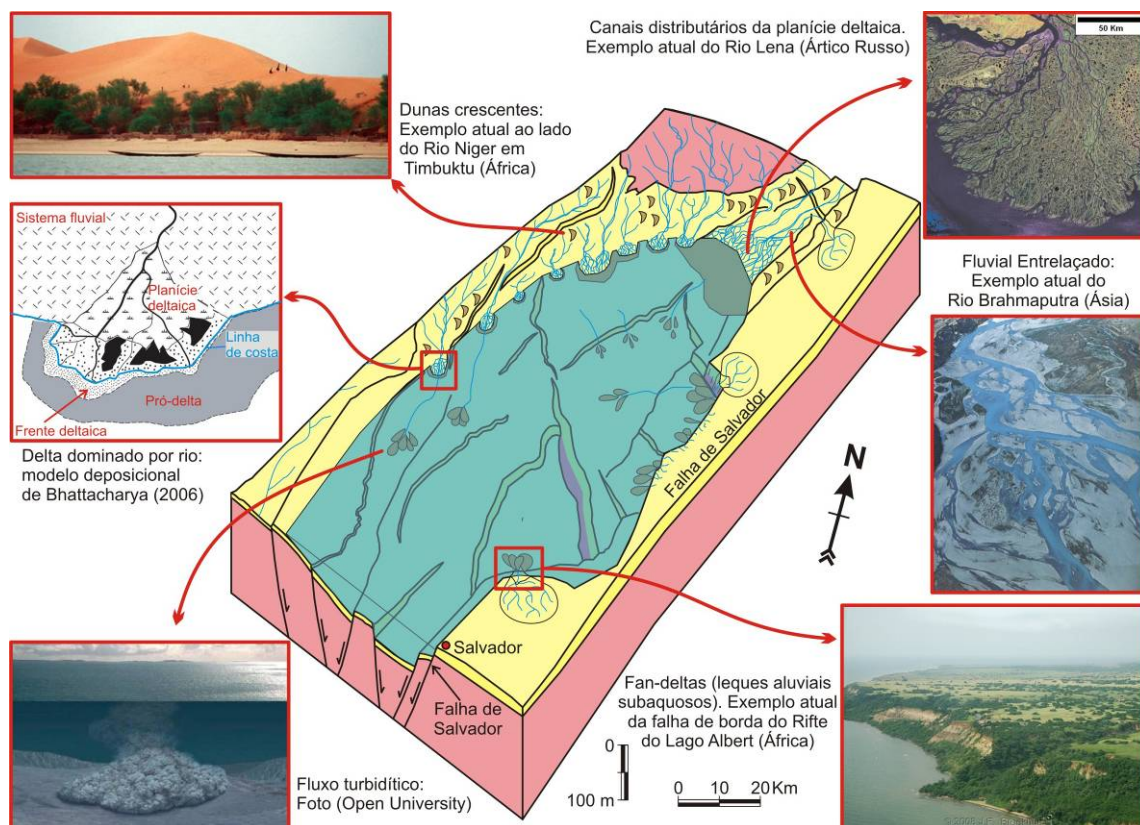 Canais distributários da planície deltaica.
Exemplo atual do Rio Lena (Ártico Russo)
50 Km
Dunas crescentes:
Exemplo atual ao lado
do Rio Niger em
Timbuktu (África)
Sistema fluvial
Planície
deltaica
Linha
de costa
Pró-delta
Frente deltaica
Delta dominado por rio:
modelo deposicional
de Bhattacharya (2006)
Fluvial Entrelaçado:
Exemplo atual do
Rio Brahmaputra (Ásia)
Falha de Salvador
N
Salvador
Falha de
Salvador
Fan-deltas (leques aluviais
subaquosos). Exemplo atual
da falha de borda do Rifte
do Lago Albert (África)
0
100 m
0 10 20 Km
Fluxo turbidítico:
Foto (Open University)